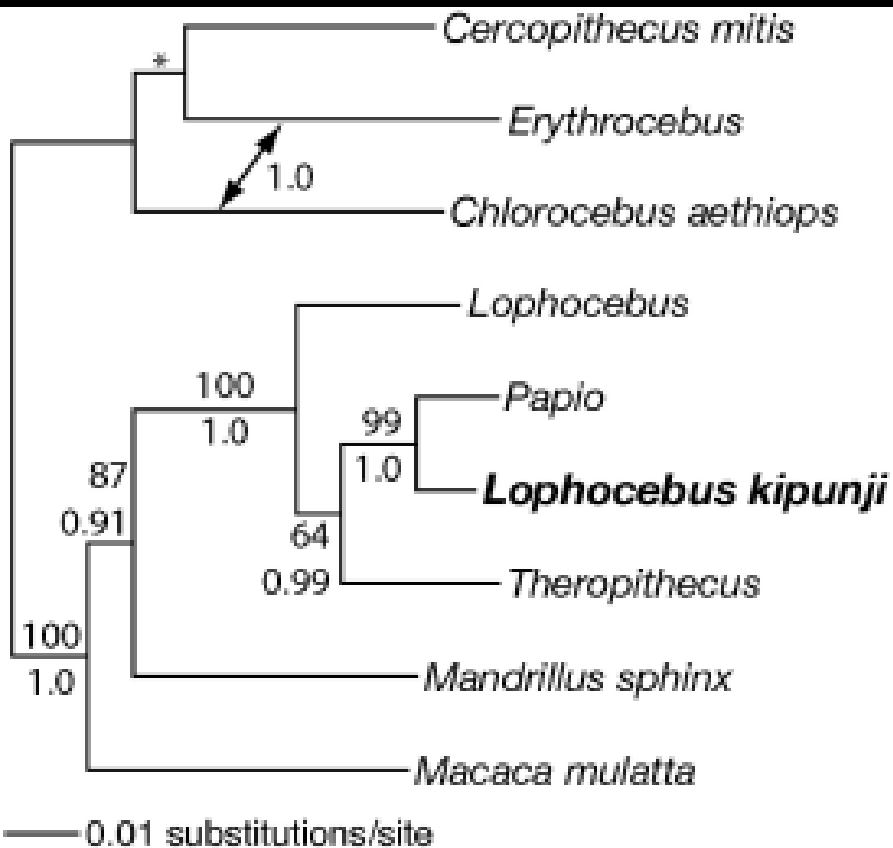 Cercopithecus mitis
*
Erythrocebus
1.0
Chlorocebus aethiops
Lophocebus
100
1.0
Papio
99
1.0
Lophocebus kipunji
87
0.91
64
0.99
Theropithecus
100
1.0
Mandrillus sphinx
Macaca mulatta
0.01 substitutions/site